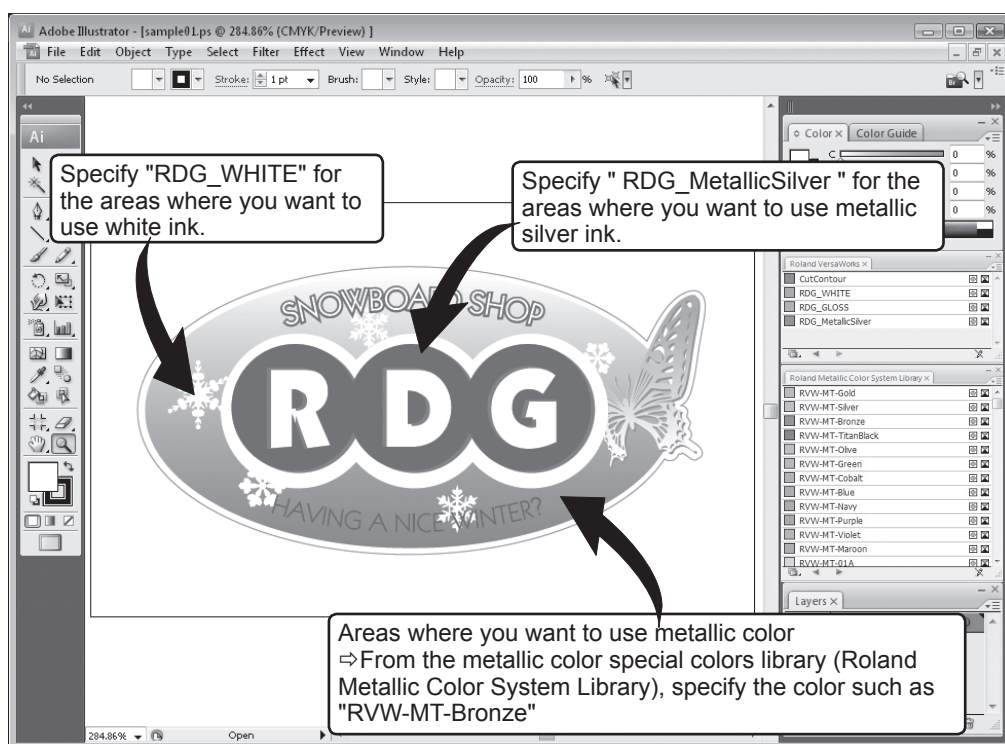 Ai Adobe Illustrator - [sample01.ps @ 284.86% (CMYK/Preview) ]
File Edit Object Type Select Filter Effect View Window Help
No Selection Stroke: 1 pt Brush: Style: Opacity: 100 %
Br
Ai
Color × Color Guide
C 0 %
0 %
0 %
0 %
Specify "RDG_WHITE" for
the areas where you want to
use white ink.
Specify " RDG_MetallicSilver " for the
areas where you want to use metallic
silver ink.
Roland VersaWorks ×
CutContour
RDG_WHITE
RDG_GLOSS
RDG_MetallicSilver
SNOWBOARD SHOP
RDG
HAVING A NICE WINTER?
Roland Metallic Color System Library ×
RVW-MT-Gold
RVW-MT-Silver
RVW-MT-Bronze
RVW-MT-TitanBlack
RVW-MT-Olive
RVW-MT-Green
RVW-MT-Cobalt
RVW-MT-Blue
RVW-MT-Navy
RVW-MT-Purple
RVW-MT-Violet
RVW-MT-Maroon
RVW-MT-01A
Layers ×
Areas where you want to use metallic color
⇨From the metallic color special colors library (Roland
Metallic Color System Library), specify the color such as
"RVW-MT-Bronze"
284.86% Open